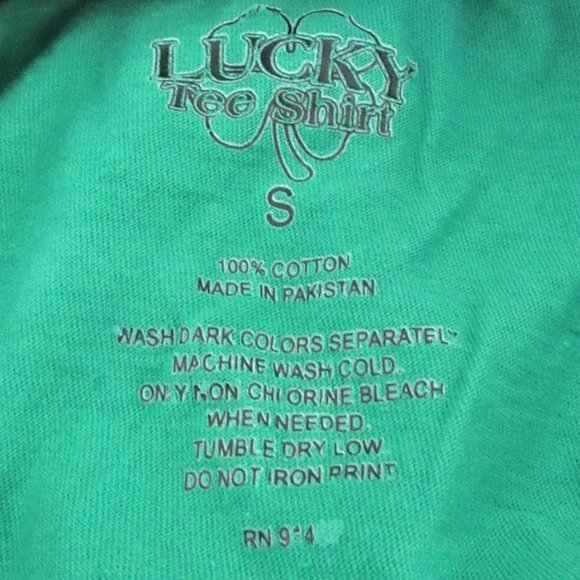 LUCKY
Tee Shirt
S
100% COTTON
MADE IN PAKISTAN
WASH DARK COLORS SEPARATELY
MACHINE WASH COLD.
ONLY NON CHLORINE BLEACH
WHEN NEEDED.
TUMBLE DRY LOW
DO NOT IRON PRINT
RN